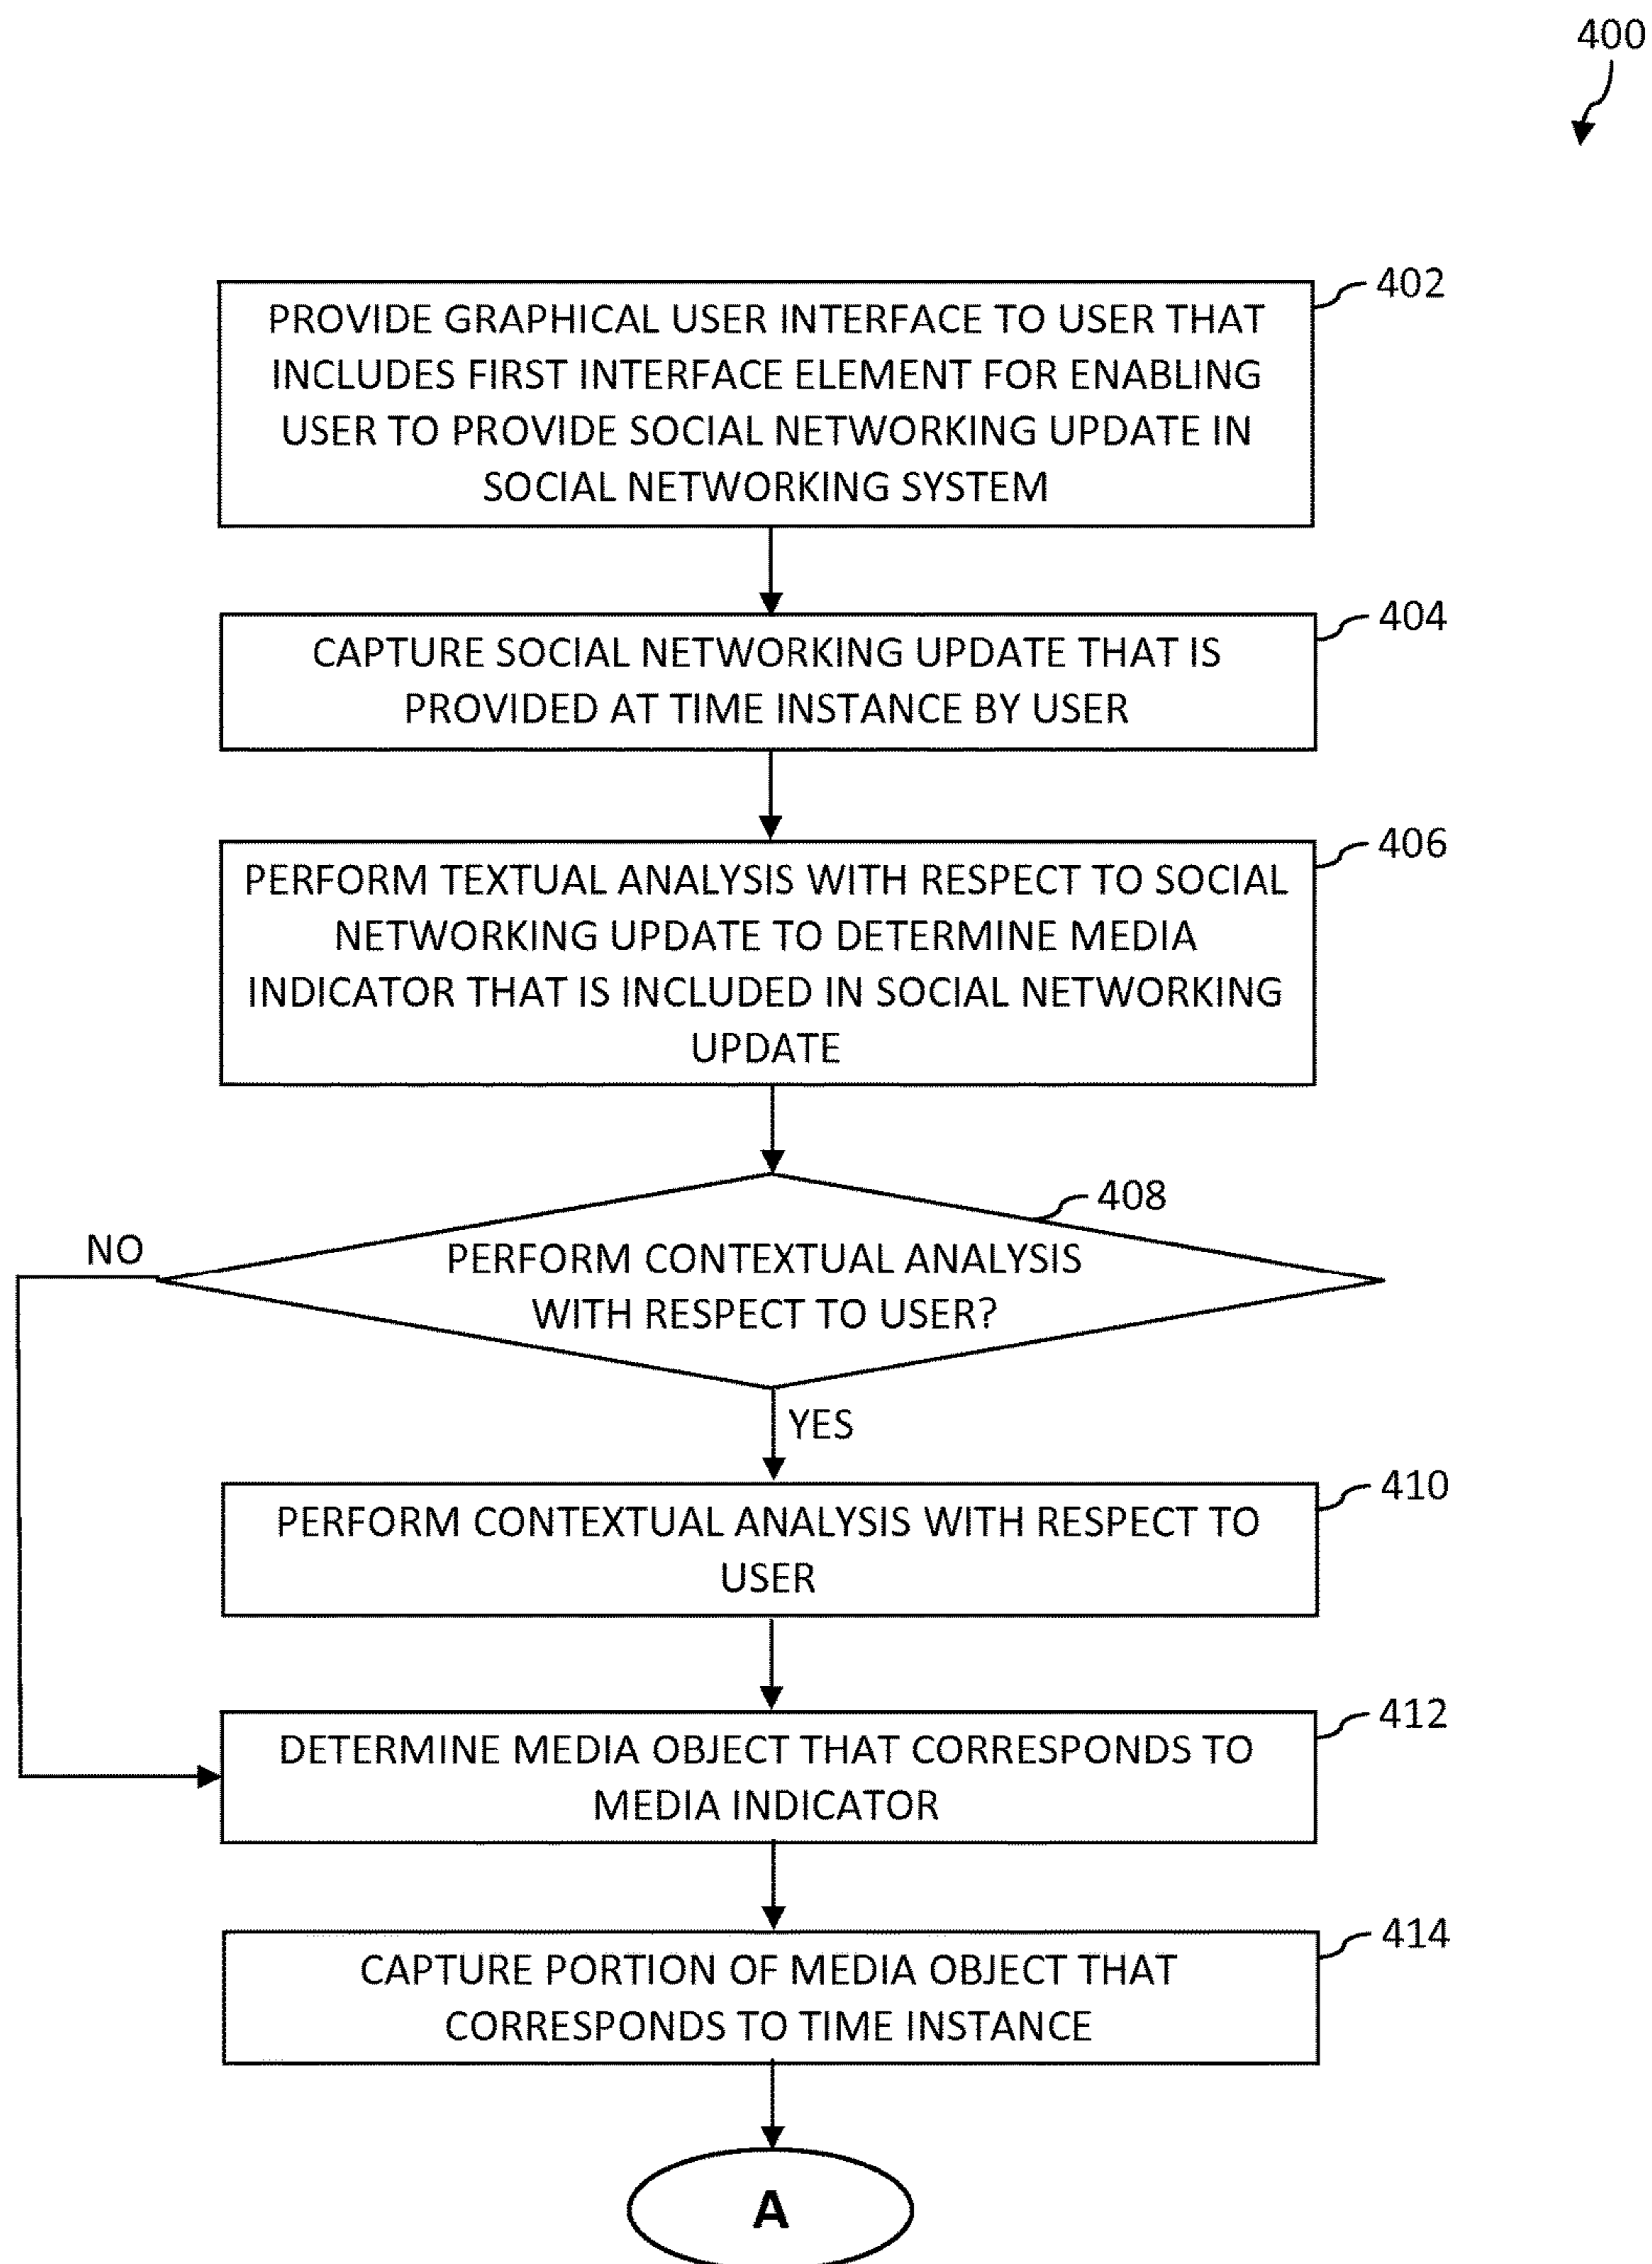 400
402
PROVIDE GRAPHICAL USER INTERFACE TO USER THAT
INCLUDES FIRST INTERFACE ELEMENT FOR ENABLING
USER TO PROVIDE SOCIAL NETWORKING UPDATE IN
SOCIAL NETWORKING SYSTEM
404
CAPTURE SOCIAL NETWORKING UPDATE THAT IS
PROVIDED AT TIME INSTANCE BY USER
406
PERFORM TEXTUAL ANALYSIS WITH RESPECT TO SOCIAL
NETWORKING UPDATE TO DETERMINE MEDIA
INDICATOR THAT IS INCLUDED IN SOCIAL NETWORKING
UPDATE
408
NO
PERFORM CONTEXTUAL ANALYSIS
WITH RESPECT TO USER?
YES
410
PERFORM CONTEXTUAL ANALYSIS WITH RESPECT TO
USER
412
DETERMINE MEDIA OBJECT THAT CORRESPONDS TO
MEDIA INDICATOR
414
CAPTURE PORTION OF MEDIA OBJECT THAT
CORRESPONDS TO TIME INSTANCE
A